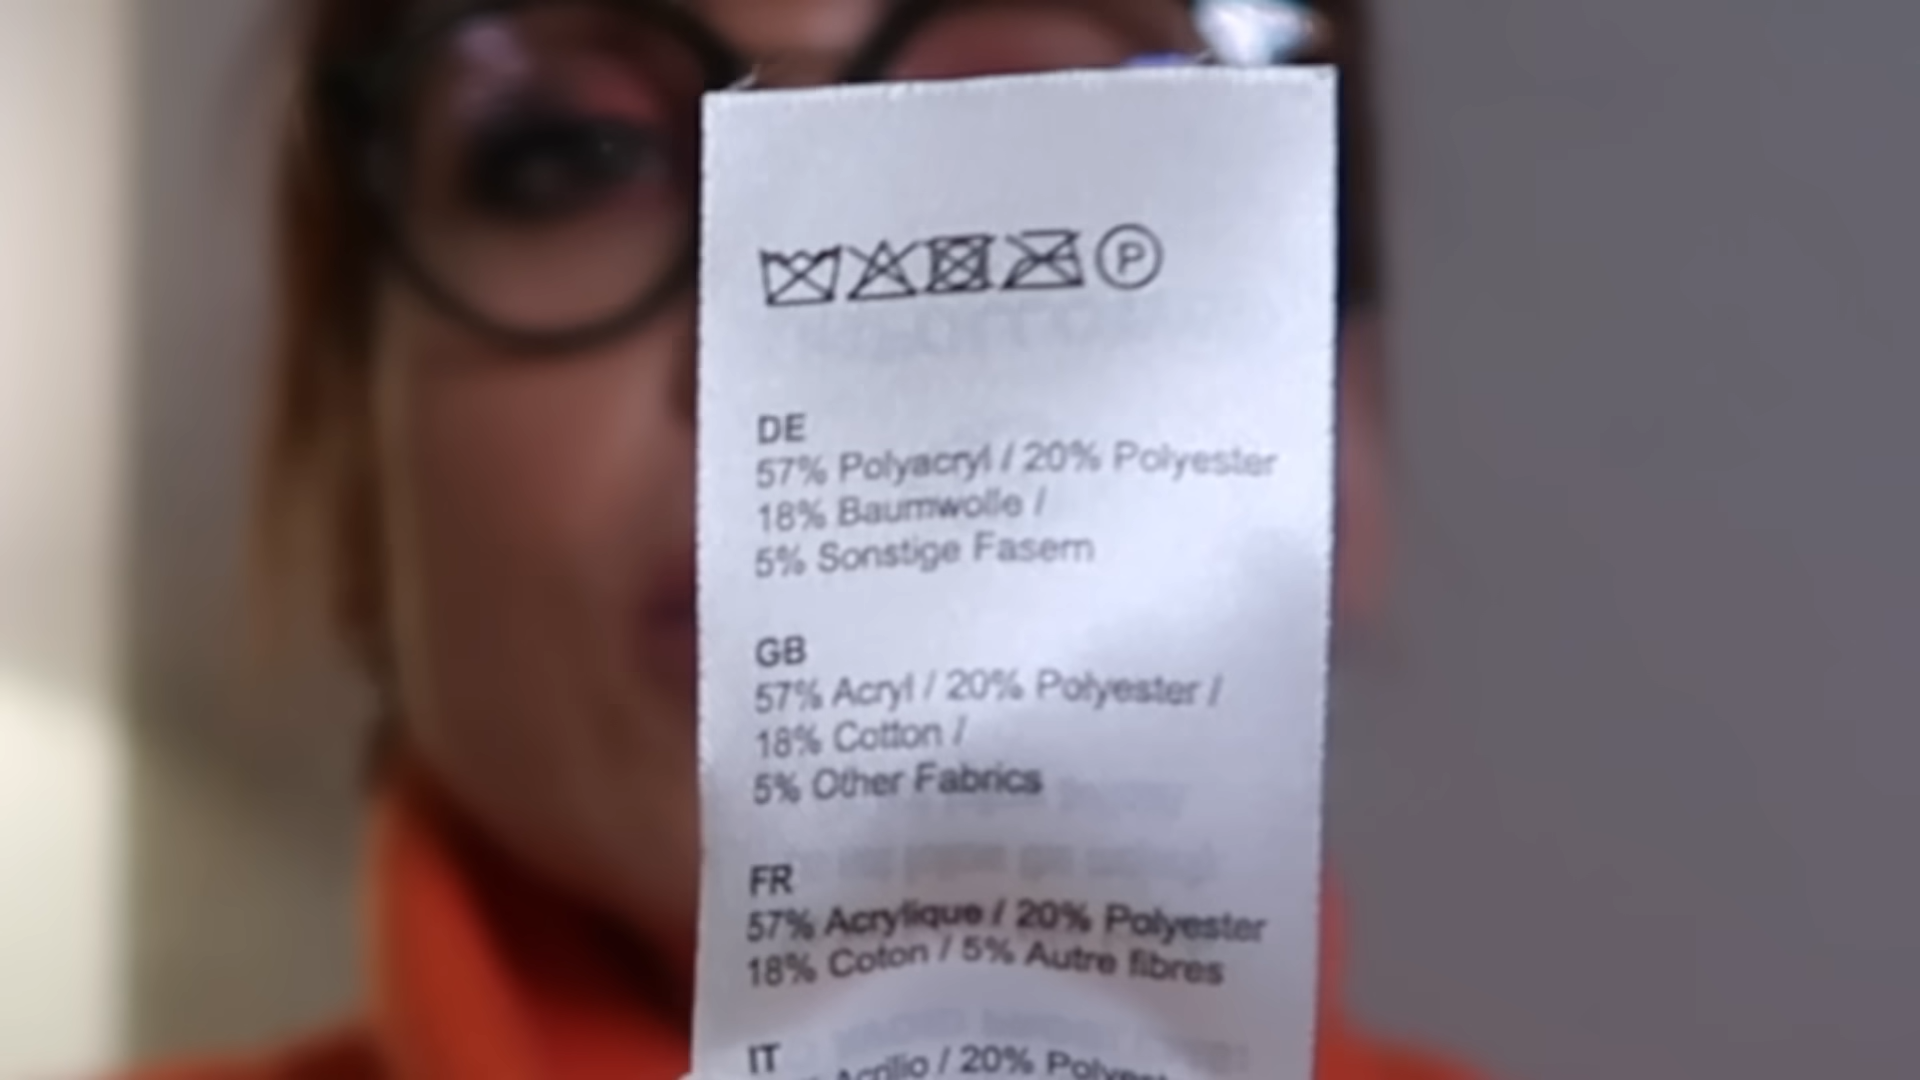 P
DE
57% Polyacryl / 20% Polyester
18% Baumwolle /
5% Sonstige Fasern
GB
57% Acryl / 20% Polyester /
18% Cotton /
5% Other Fabrics
FR
57% Acrylique / 20% Polyester
18% Coton / 5% Autre fibres
IT
/ 20%